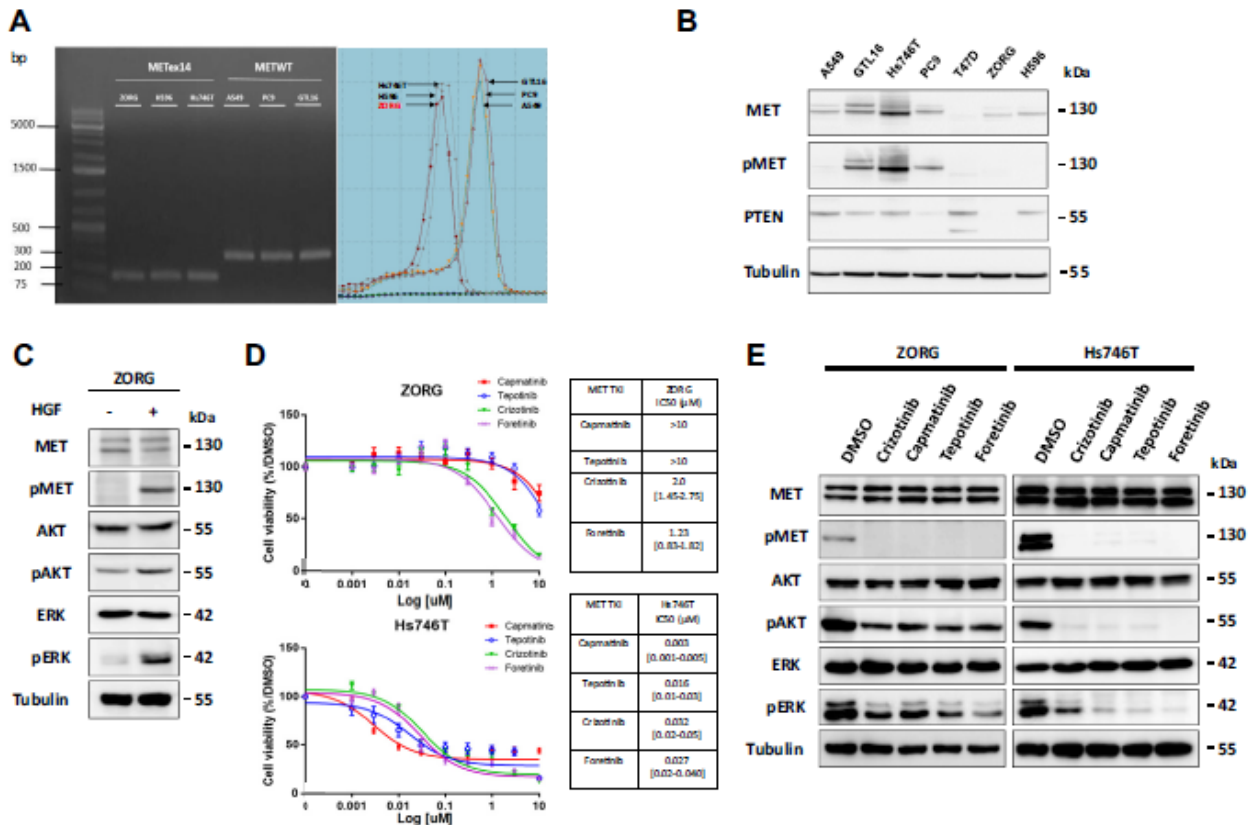 A
bp
METex14
METWT
ZORG H596 Hs746T A549 PC9 GTL16
5000
1500
500
300
200
75
Hs746T
H596
ZORG
GTL16
PC9
A549
B
A549 GTL16 Hs746T PC9 T47D ZORG H596
kDa
MET
130
pMET
130
PTEN
55
Tubulin
55
C
ZORG
HGF - +
kDa
MET
130
pMET
130
AKT
55
pAKT
55
ERK
42
pERK
42
Tubulin
55
D
ZORG
Capmatinib
Tepotinib
Crizotinib
Foretinib
Cell viability (%/DMSO)
150
100
50
0
0 0.001 0.01 0.1 1 10
Log [uM]
MET TKI ZORG IC50 (μM)
Capmatinib >10
Tepotinib >10
Crizotinib 2.0 [1.45-2.75]
Foretinib 1.23 [0.83-1.82]
Hs746T
Capmatinib
Tepotinib
Crizotinib
Foretinib
Cell viability (%/DMSO)
150
100
50
0
0 0.001 0.01 0.1 1 10
Log [uM]
MET TKI Hs746T IC50 (μM)
Capmatinib 0.003 [0.001-0.005]
Tepotinib 0.016 [0.01-0.03]
Crizotinib 0.032 [0.02-0.05]
Foretinib 0.027 [0.02-0.040]
E
ZORG
Hs746T
DMSO Crizotinib Capmatinib Tepotinib Foretinib
DMSO Crizotinib Capmatinib Tepotinib Foretinib
kDa
MET
130
pMET
130
AKT
55
pAKT
55
ERK
42
pERK
42
Tubulin
55